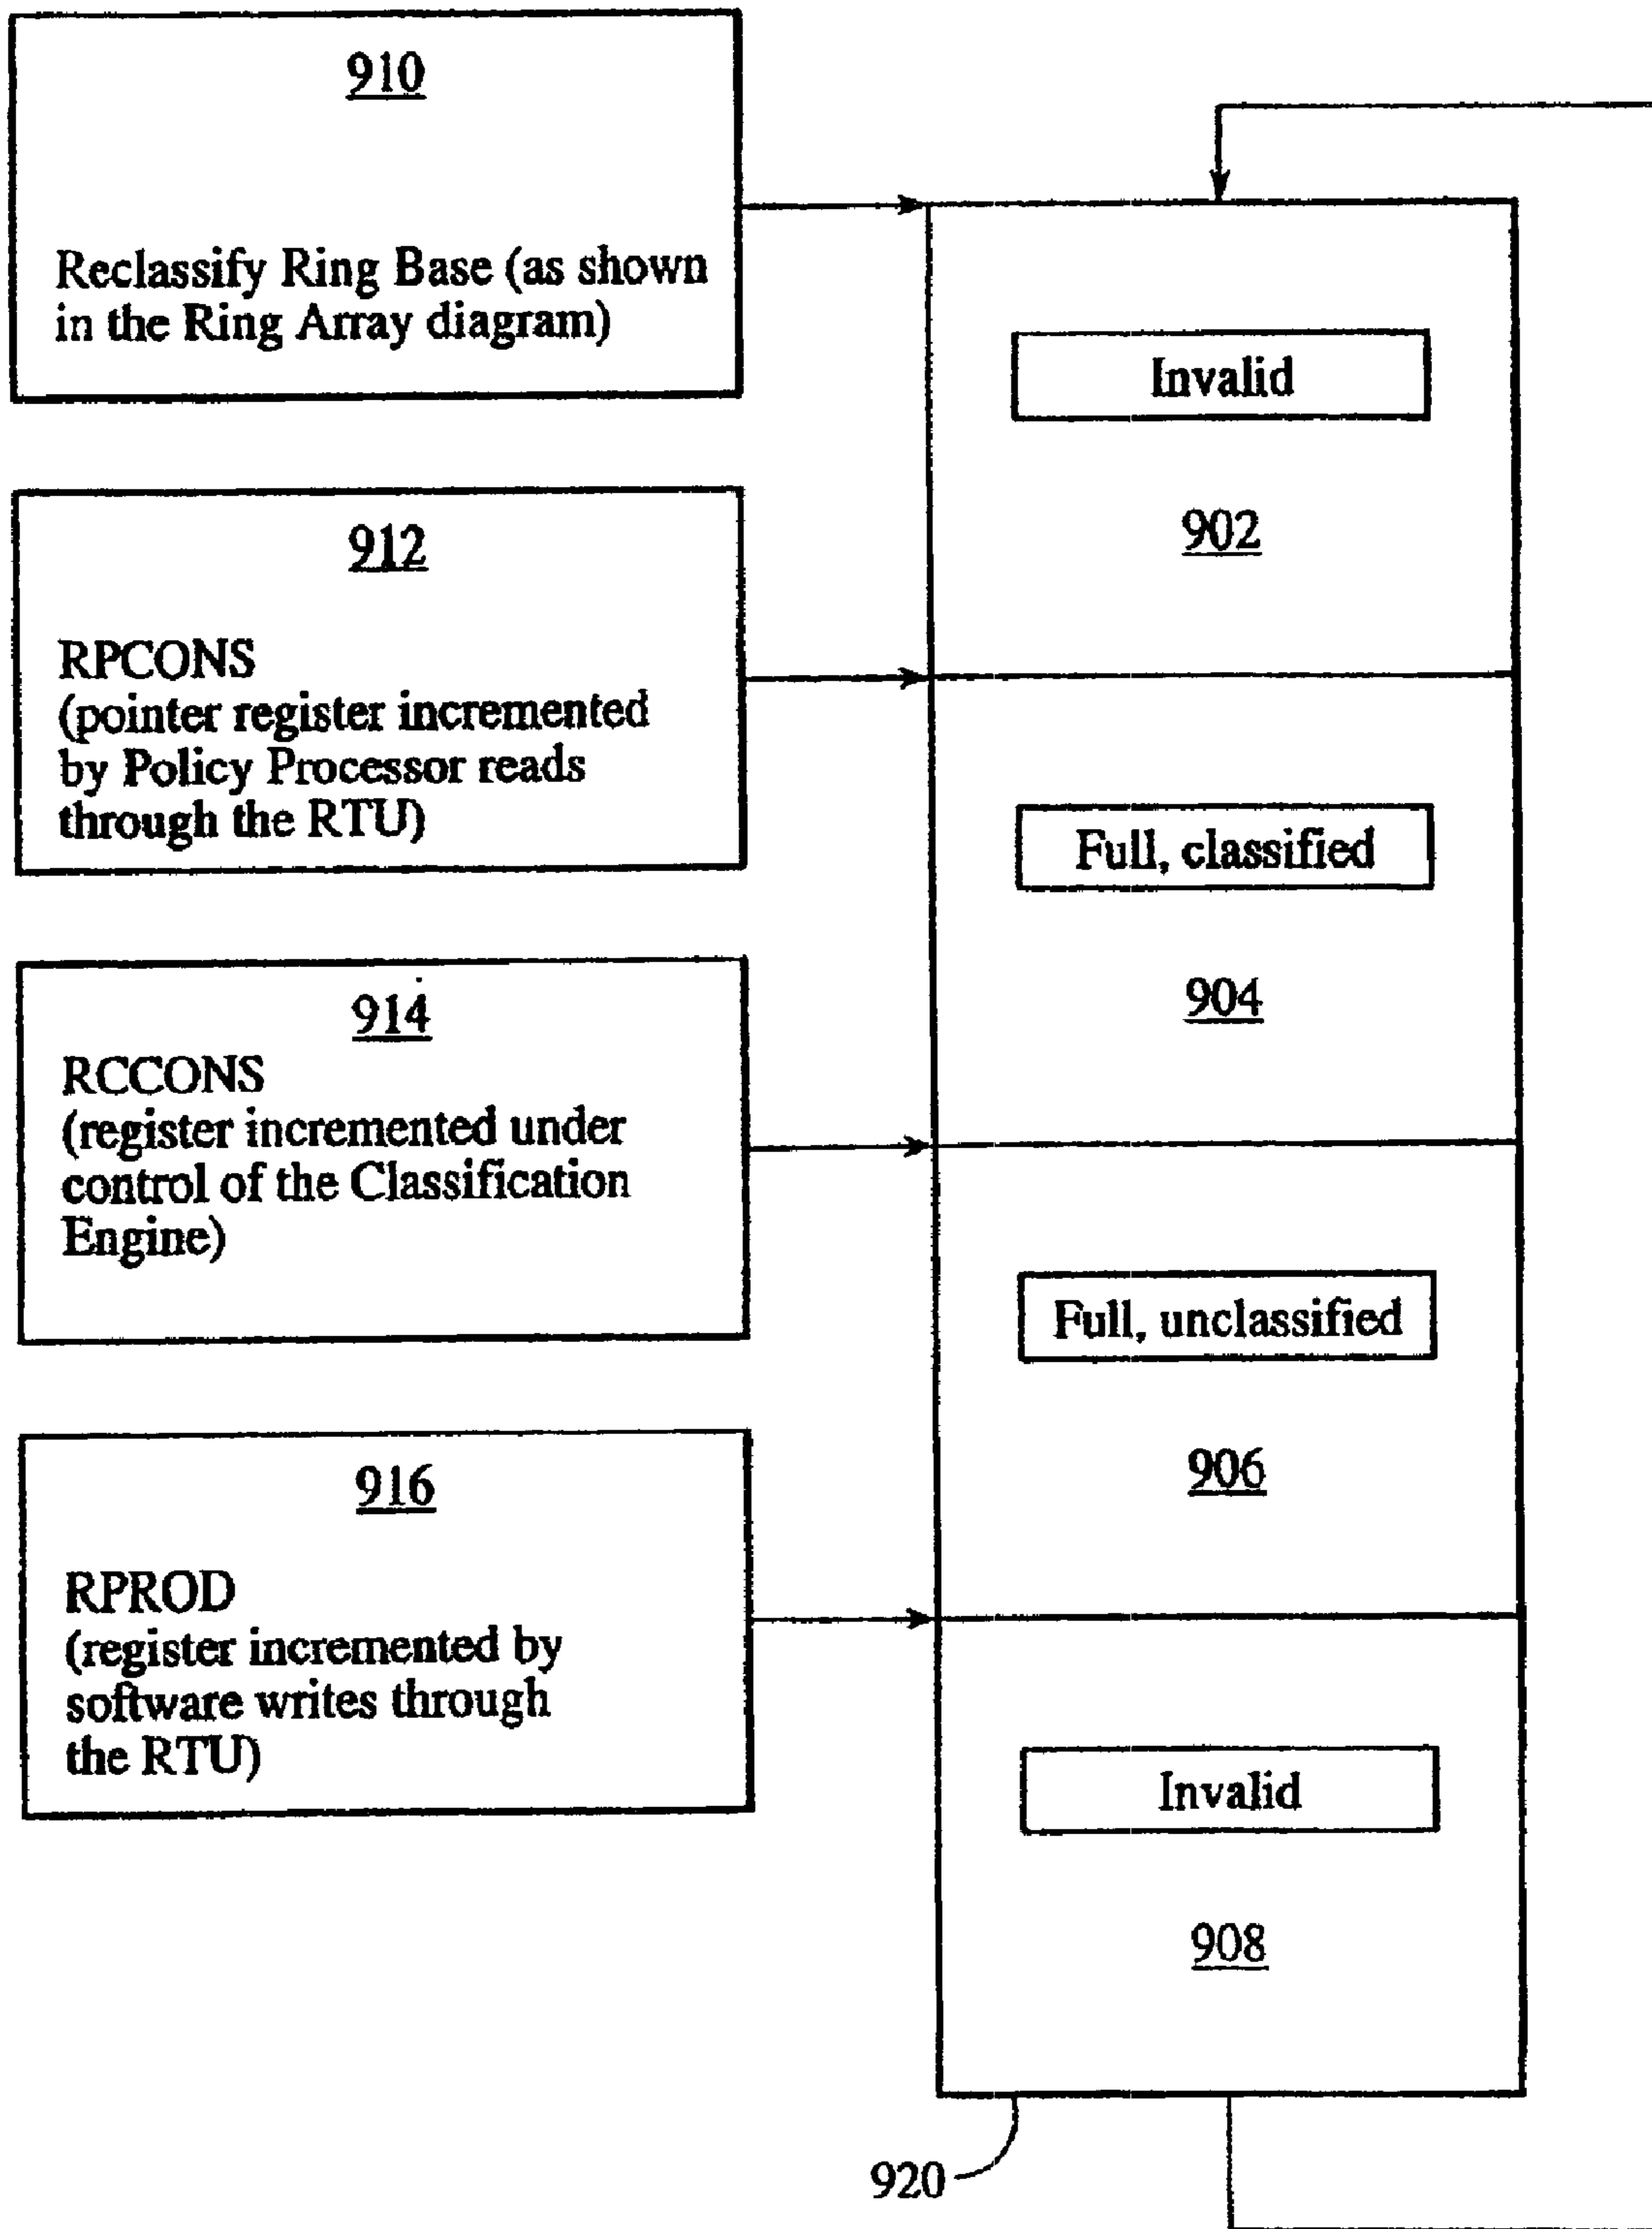 910
Reclassify Ring Base (as shown
in the Ring Array diagram)
Invalid
902
912
RPCONS
(pointer register incremented
by Policy Processor reads
through the RTU)
Full, classified
904
914
RCCONS
(register incremented under
control of the Classification
Engine)
Full, unclassified
906
916
RPROD
(register incremented by
software writes through
the RTU)
Invalid
908
920